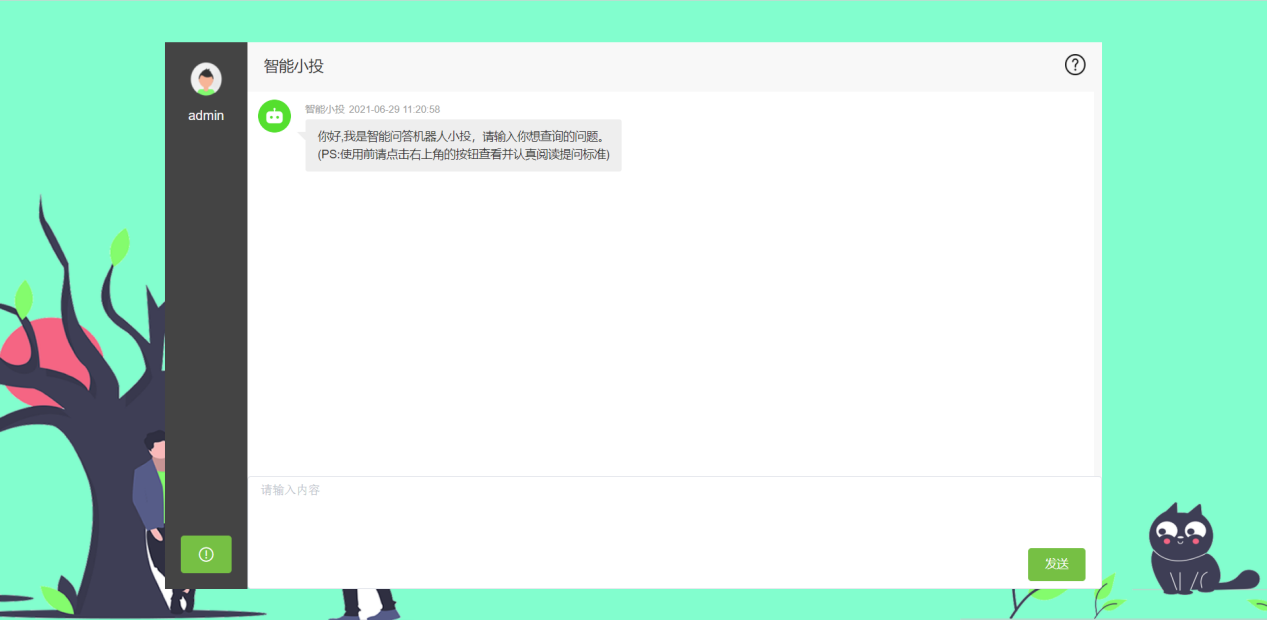 智能小投
admin
智能小投 2021-06-29 11:20:58
你好,我是智能问答机器人小投，请输入你想查询的问题。
(PS:使用前请点击右上角的按钮查看并认真阅读提问标准)
请输入内容
发送